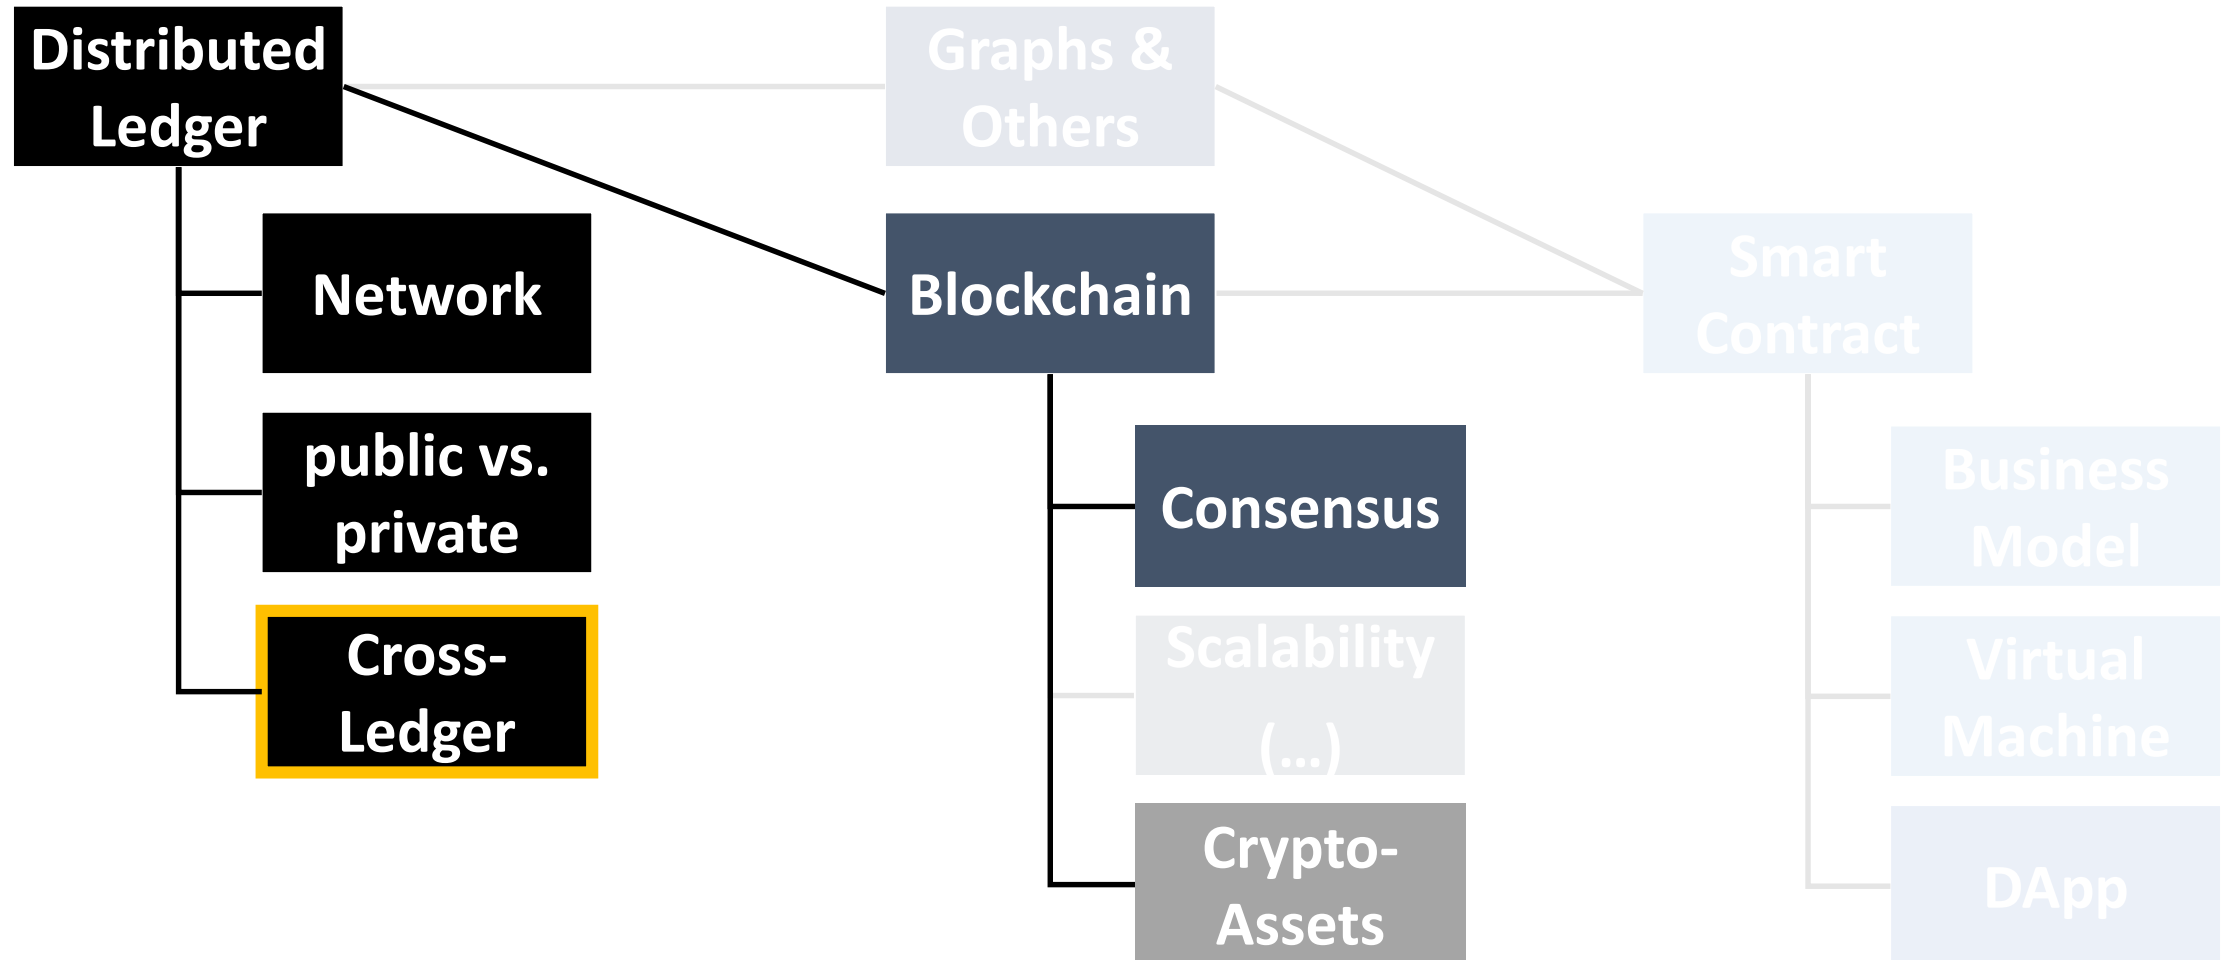 Distributed
Ledger
Network
public vs.
private
Cross-
Ledger
Graphs &
Others
Blockchain
Consensus
Scalability
(...)
Crypto-
Assets
Smart
Contract
Business
Model
Virtual
Machine
DApp